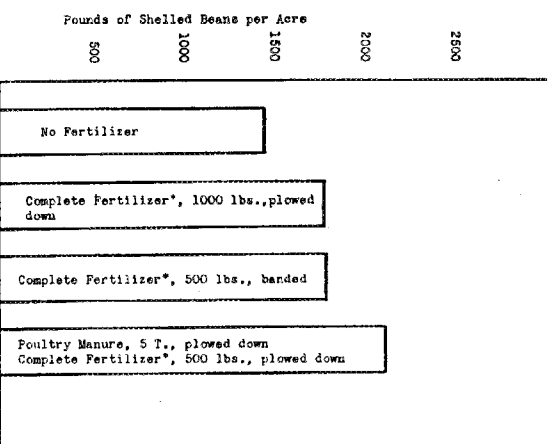 Pounds of Shelled Beans per Acre
500 1000 1500 2000 2500
No Fertilizer
Complete Fertilizer*, 1000 lbs.,plowed
down
Complete Fertilizer*, 500 lbs., banded
Poultry Manure, 5 T., plowed down
Complete Fertilizer*, 500 lbs., plowed down